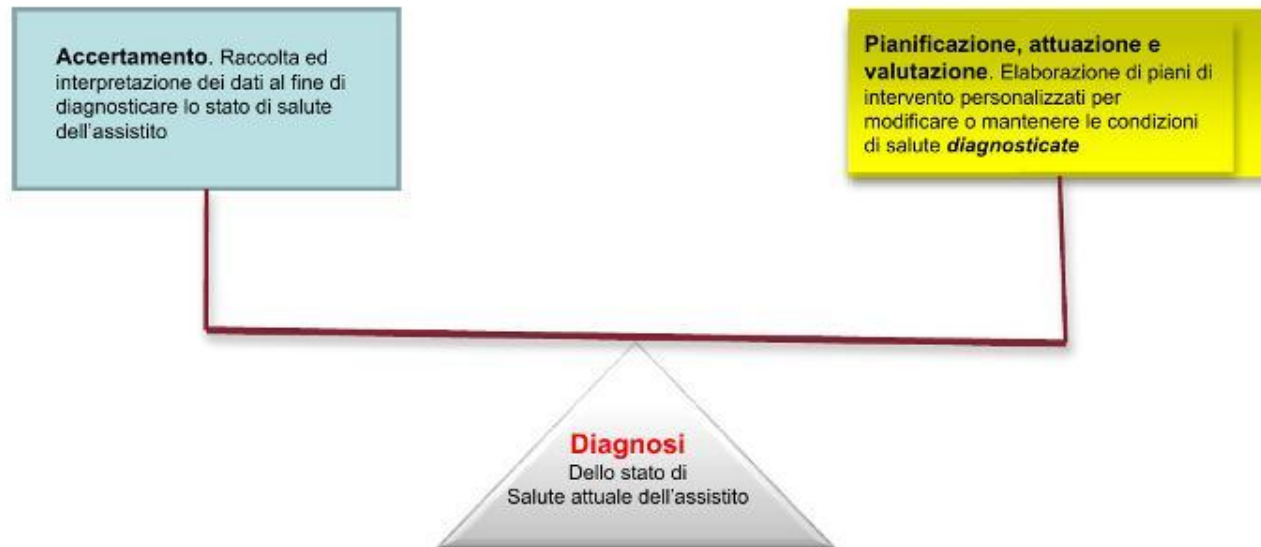 Accertamento. Raccolta ed
interpretazione dei dati al fine di
diagnosticare lo stato di salute
dell'assistito
Pianificazione, attuazione e
valutazione. Elaborazione di piani di
intervento personalizzati per
modificare o mantenere le condizioni
di salute diagnosticate
Diagnosi
Dello stato di
Salute attuale dell'assistito